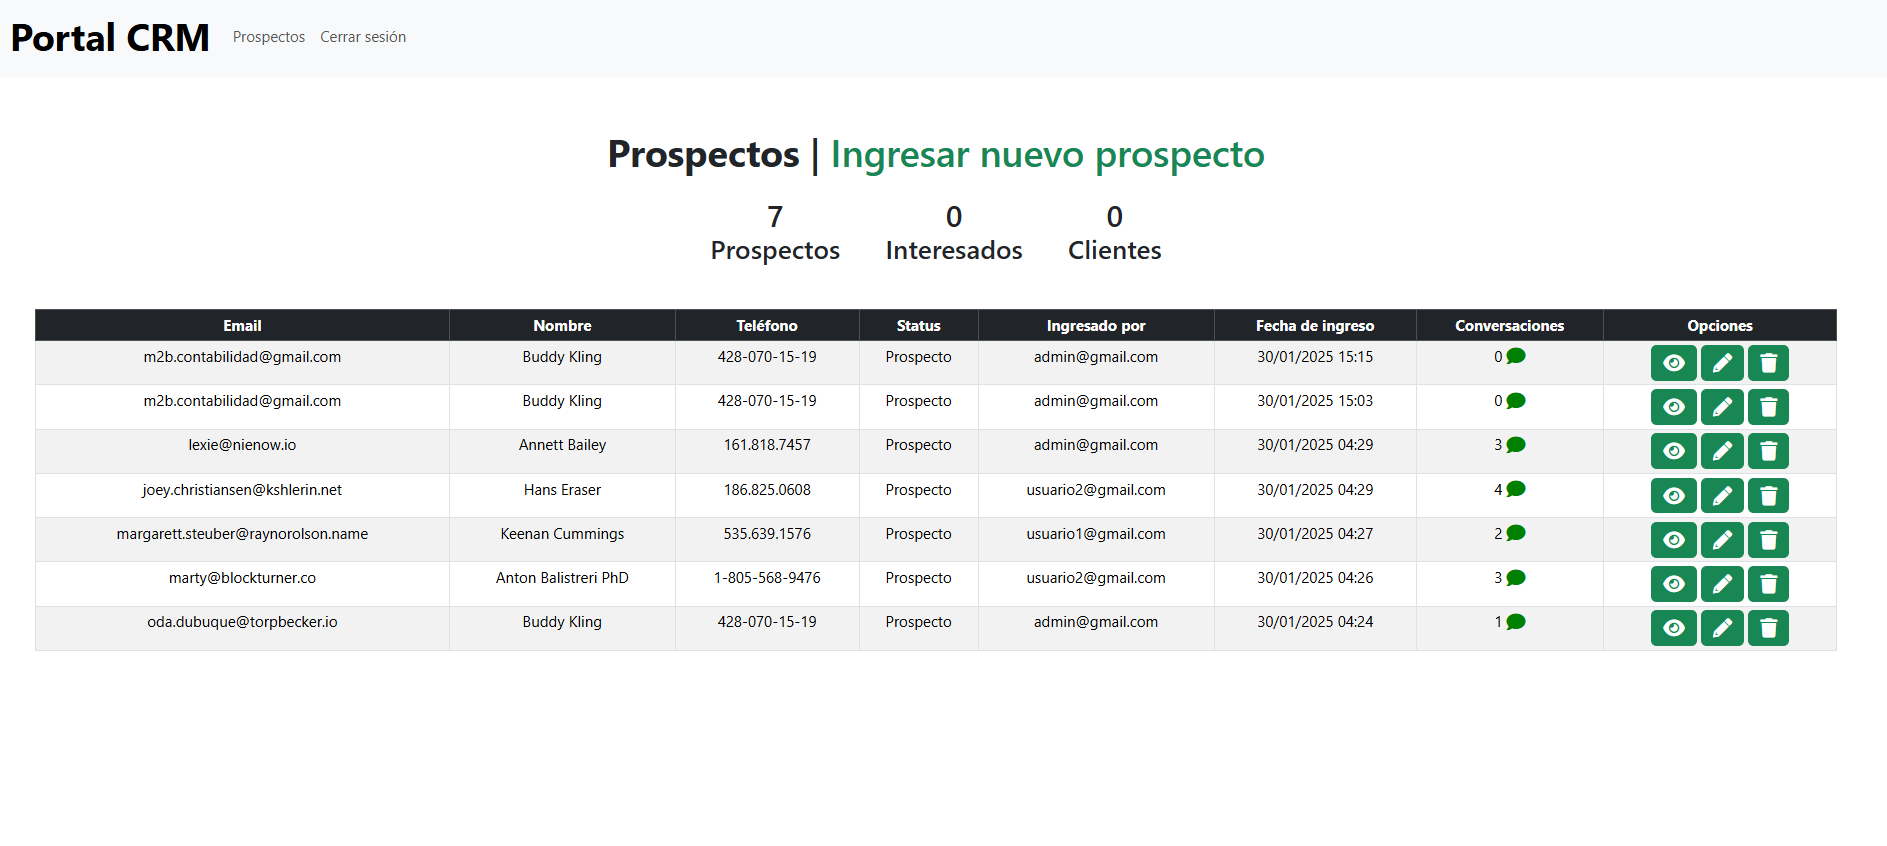 Portal CRM Prospectos Cerrar sesión
Prospectos | Ingresar nuevo prospecto
7 0 0
Prospectos Interesados Clientes
Email Nombre Teléfono Status Ingresado por Fecha de ingreso Conversaciones Opciones
m2b.contabilidad@gmail.com Buddy Kling 428-070-15-19 Prospecto admin@gmail.com 30/01/2025 15:15 0
m2b.contabilidad@gmail.com Buddy Kling 428-070-15-19 Prospecto admin@gmail.com 30/01/2025 15:03 0
lexie@nienow.io Annett Bailey 161.818.7457 Prospecto admin@gmail.com 30/01/2025 04:29 3
joey.christiansen@kshlerin.net Hans Eraser 186.825.0608 Prospecto usuario2@gmail.com 30/01/2025 04:29 4
margarett.steuber@raynorolson.name Keenan Cummings 535.639.1576 Prospecto usuario1@gmail.com 30/01/2025 04:27 2
marty@blockturner.co Anton Balistreri PhD 1-805-568-9476 Prospecto usuario2@gmail.com 30/01/2025 04:26 3
oda.dubuque@torpbecker.io Buddy Kling 428-070-15-19 Prospecto admin@gmail.com 30/01/2025 04:24 1